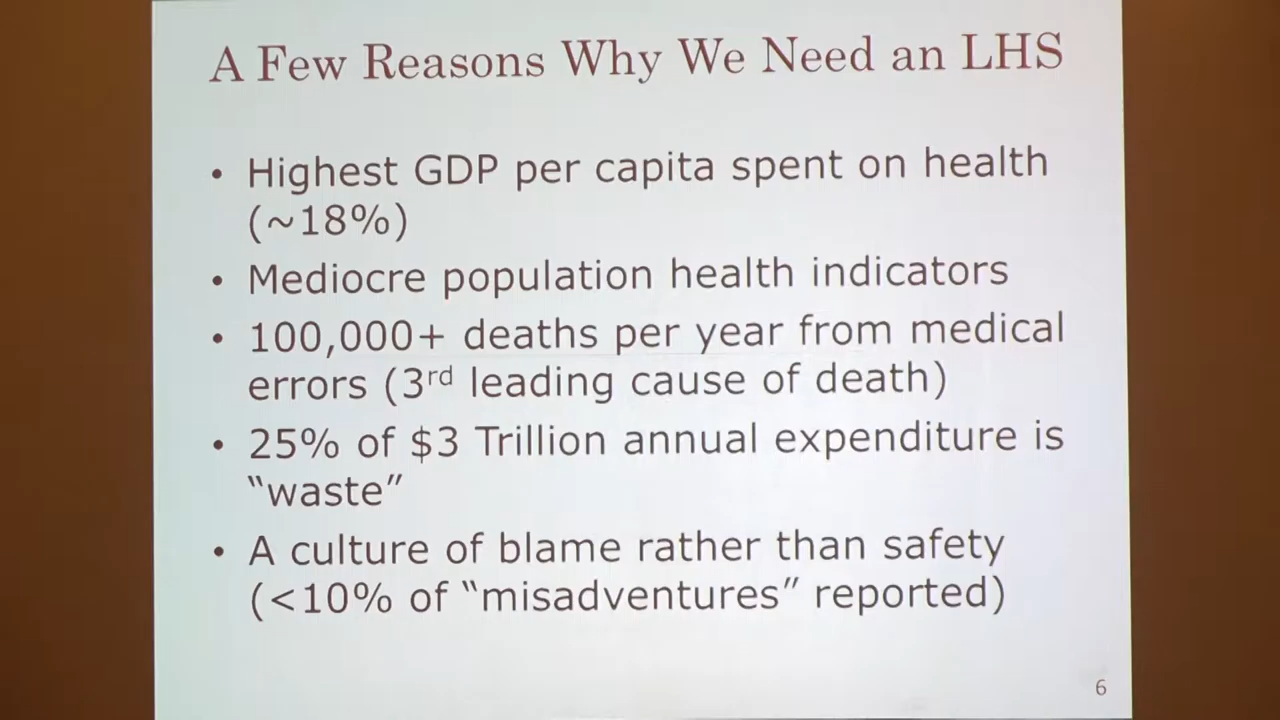 A Few Reasons Why We Need an LHS
• Highest GDP per capita spent on health
(~18%)
• Mediocre population health indicators
• 100,000+ deaths per year from medical
errors (3rd leading cause of death)
• 25% of $3 Trillion annual expenditure is
“waste”
• A culture of blame rather than safety
(<10% of “misadventures” reported)
6